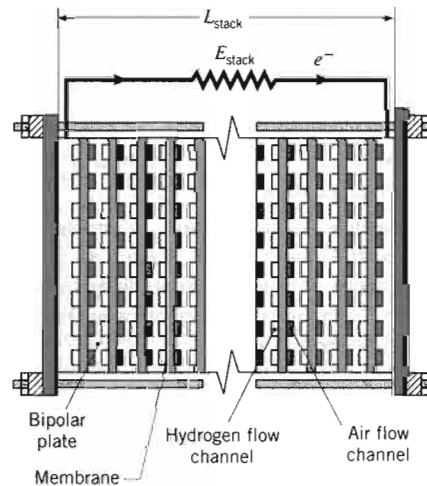 L_stack
E_stack
e⁻
Bipolar
plate
Membrane
Hydrogen flow
channel
Air flow
channel